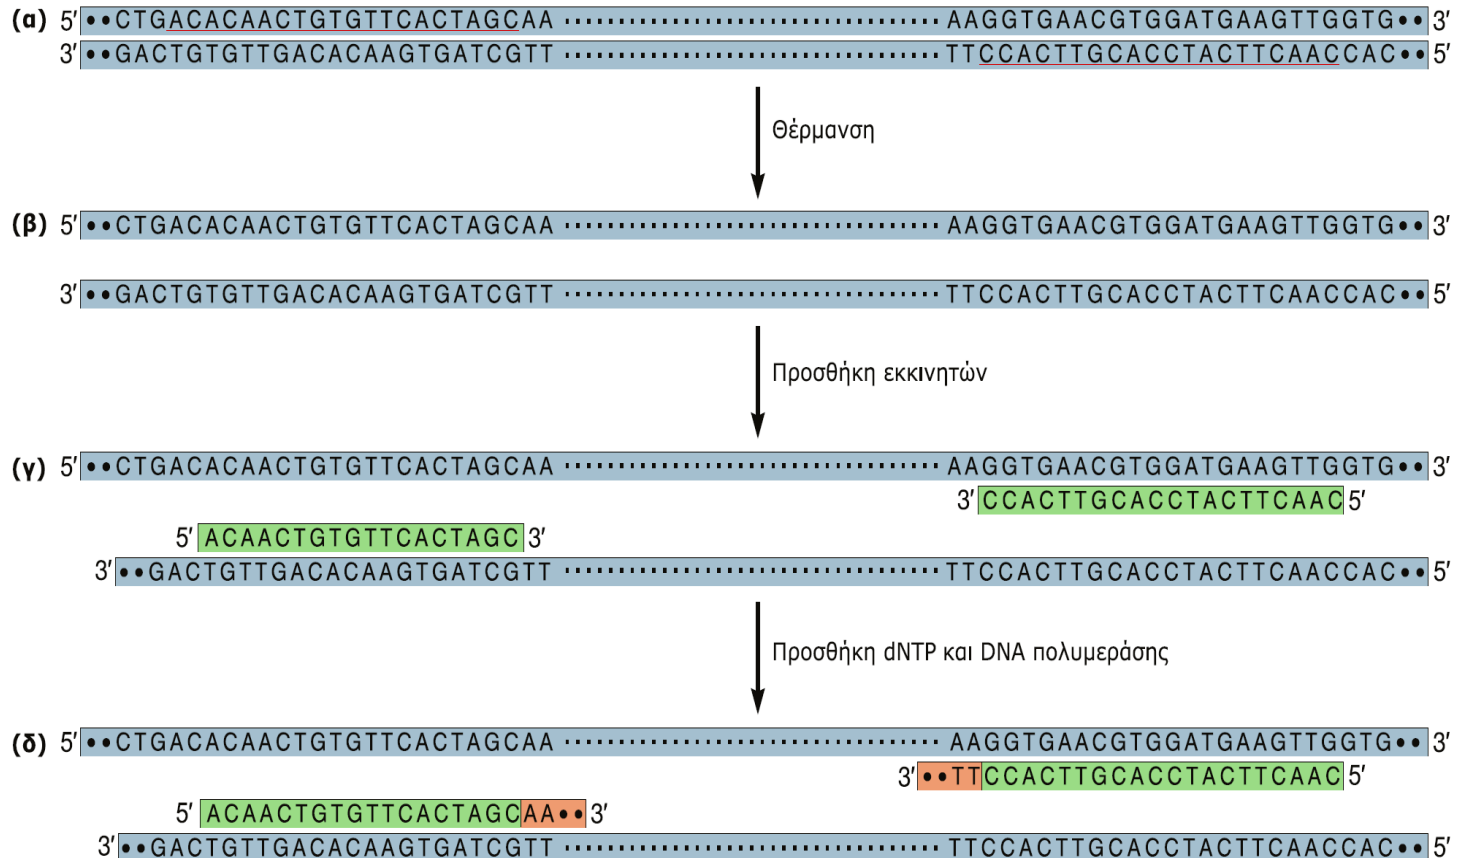 (α) 5′ ••CTGACACAACTGTGTTCACTAGCAA ································ AAGGTGAACGTGGATGAAGTTGGTG•• 3′
3′ ••GACTGTGTTGACACAAGTGATCGTT ································ TTCCACTTGCACCTACTTCAACCAC•• 5′
Θέρμανση
(β) 5′ ••CTGACACAACTGTGTTCACTAGCAA ································ AAGGTGAACGTGGATGAAGTTGGTG•• 3′
3′ ••GACTGTGTTGACACAAGTGATCGTT ································ TTCCACTTGCACCTACTTCAACCAC•• 5′
Προσθήκη εκκινητών
(γ) 5′ ••CTGACACAACTGTGTTCACTAGCAA ································ AAGGTGAACGTGGATGAAGTTGGTG•• 3′
3′ CCACTTGCACCTACTTCAAC 5′
5′ ACAACTGTGTTCACTAGC 3′
3′ ••GACTGTTGACACAAGTGATCGTT ································ TTCCACTTGCACCTACTTCAACCAC•• 5′
Προσθήκη dNTP και DNA πολυμεράσης
(δ) 5′ ••CTGACACAACTGTGTTCACTAGCAA ································ AAGGTGAACGTGGATGAAGTTGGTG•• 3′
3′ ••TTCCACTTGCACCTACTTCAAC 5′
5′ ACAACTGTGTTCACTAGCAA•• 3′
3′ ••GACTGTTGACACAAGTGATCGTT ································ TTCCACTTGCACCTACTTCAACCAC•• 5′